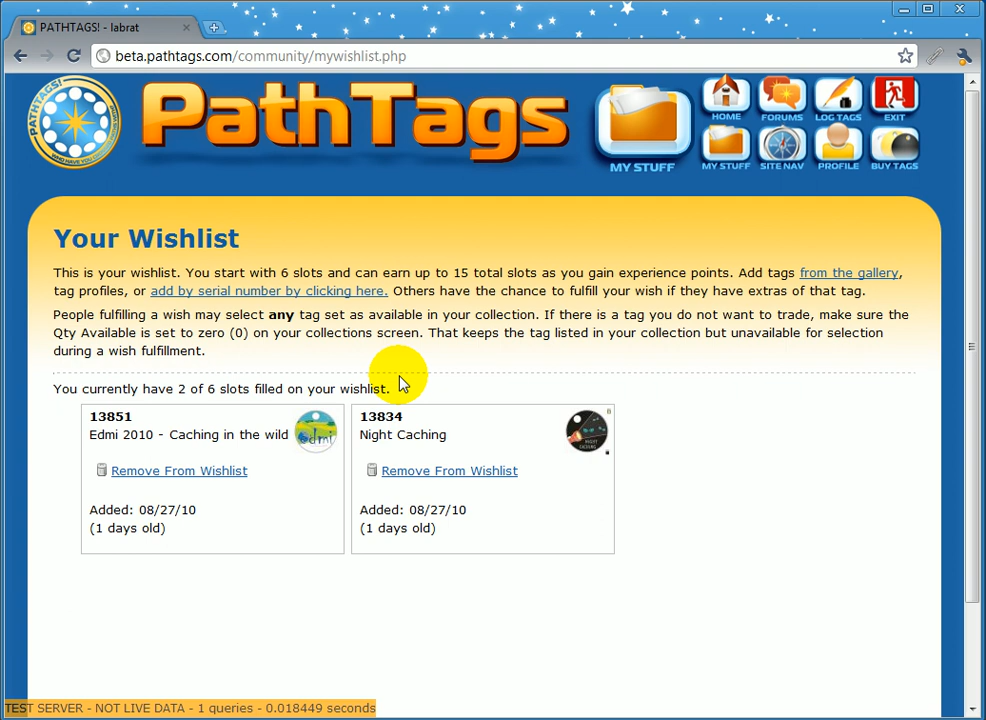 PATHTAGS! - labrat
beta.pathtags.com/community/mywishlist.php
PATHTAGS!
PathTags
MY STUFF
HOME
FORUMS
LOG TAGS
EXIT
MY STUFF
SITE NAV
PROFILE
BUY TAGS
Your Wishlist
This is your wishlist. You start with 6 slots and can earn up to 15 total slots as you gain experience points. Add tags from the gallery,
tag profiles, or add by serial number by clicking here. Others have the chance to fulfill your wish if they have extras of that tag.
People fulfilling a wish may select any tag set as available in your collection. If there is a tag you do not want to trade, make sure the
Qty Available is set to zero (0) on your collections screen. That keeps the tag listed in your collection but unavailable for selection
during a wish fulfillment.
You currently have 2 of 6 slots filled on your wishlist.
13851
Edmi 2010 - Caching in the wild
Edmi
Remove From Wishlist
Added: 08/27/10
(1 days old)
13834
Night Caching
NIGHT
Remove From Wishlist
Added: 08/27/10
(1 days old)
TEST SERVER - NOT LIVE DATA - 1 queries - 0.018449 seconds